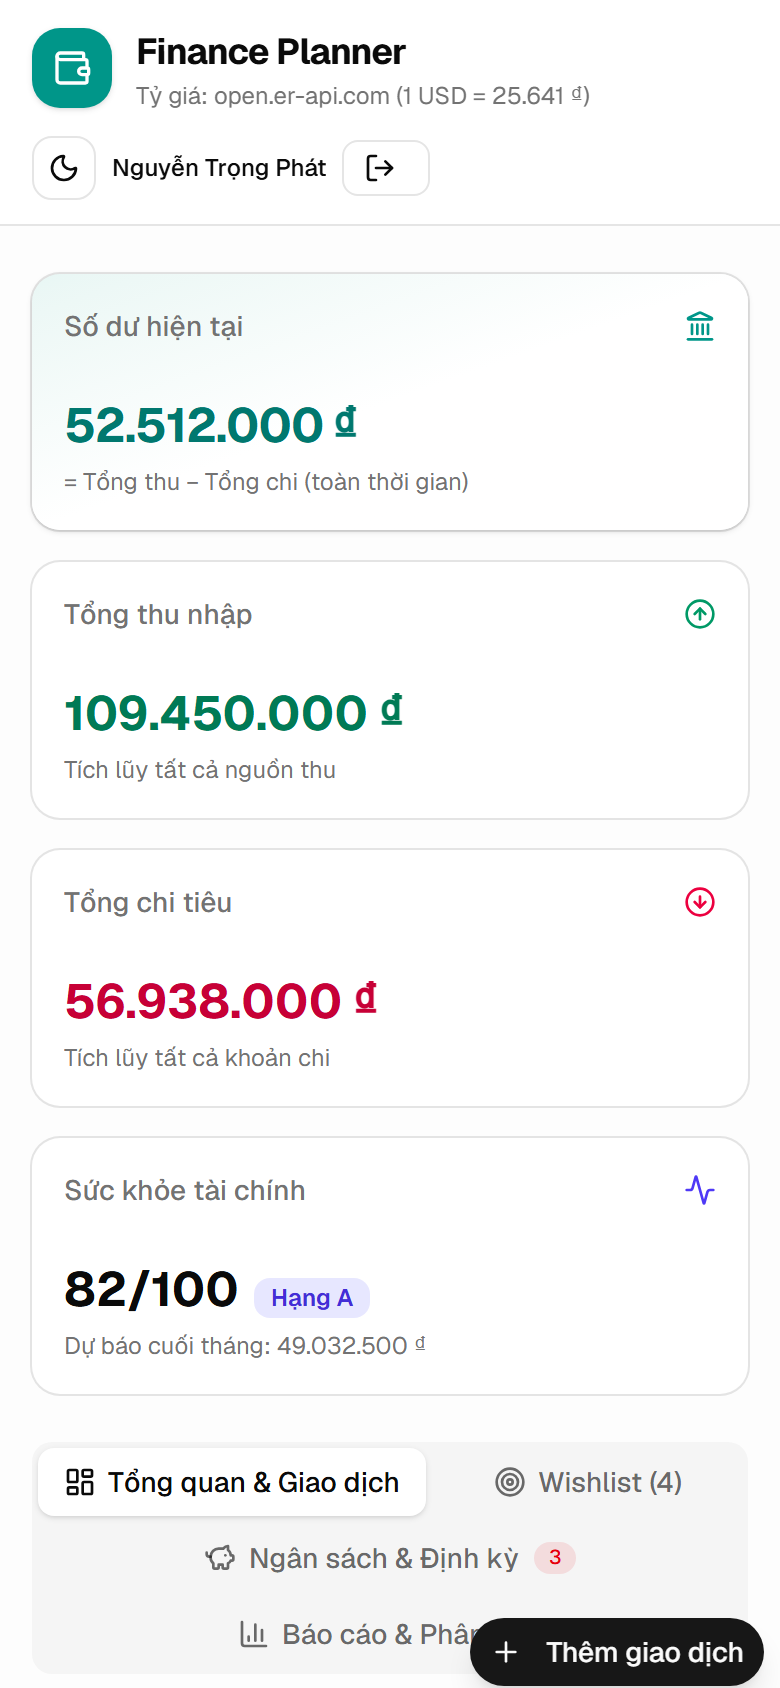 Finance Planner
Tỷ giá: open.er-api.com (1 USD = 25.641 ₫)
Nguyễn Trọng Phát
Số dư hiện tại
52.512.000 ₫
= Tổng thu – Tổng chi (toàn thời gian)
Tổng thu nhập
109.450.000 ₫
Tích lũy tất cả nguồn thu
Tổng chi tiêu
56.938.000 ₫
Tích lũy tất cả khoản chi
Sức khỏe tài chính
82/100 Hạng A
Dự báo cuối tháng: 49.032.500 ₫
Tổng quan & Giao dịch
Wishlist (4)
Ngân sách & Định kỳ 3
Báo cáo &
Thêm giao dịch